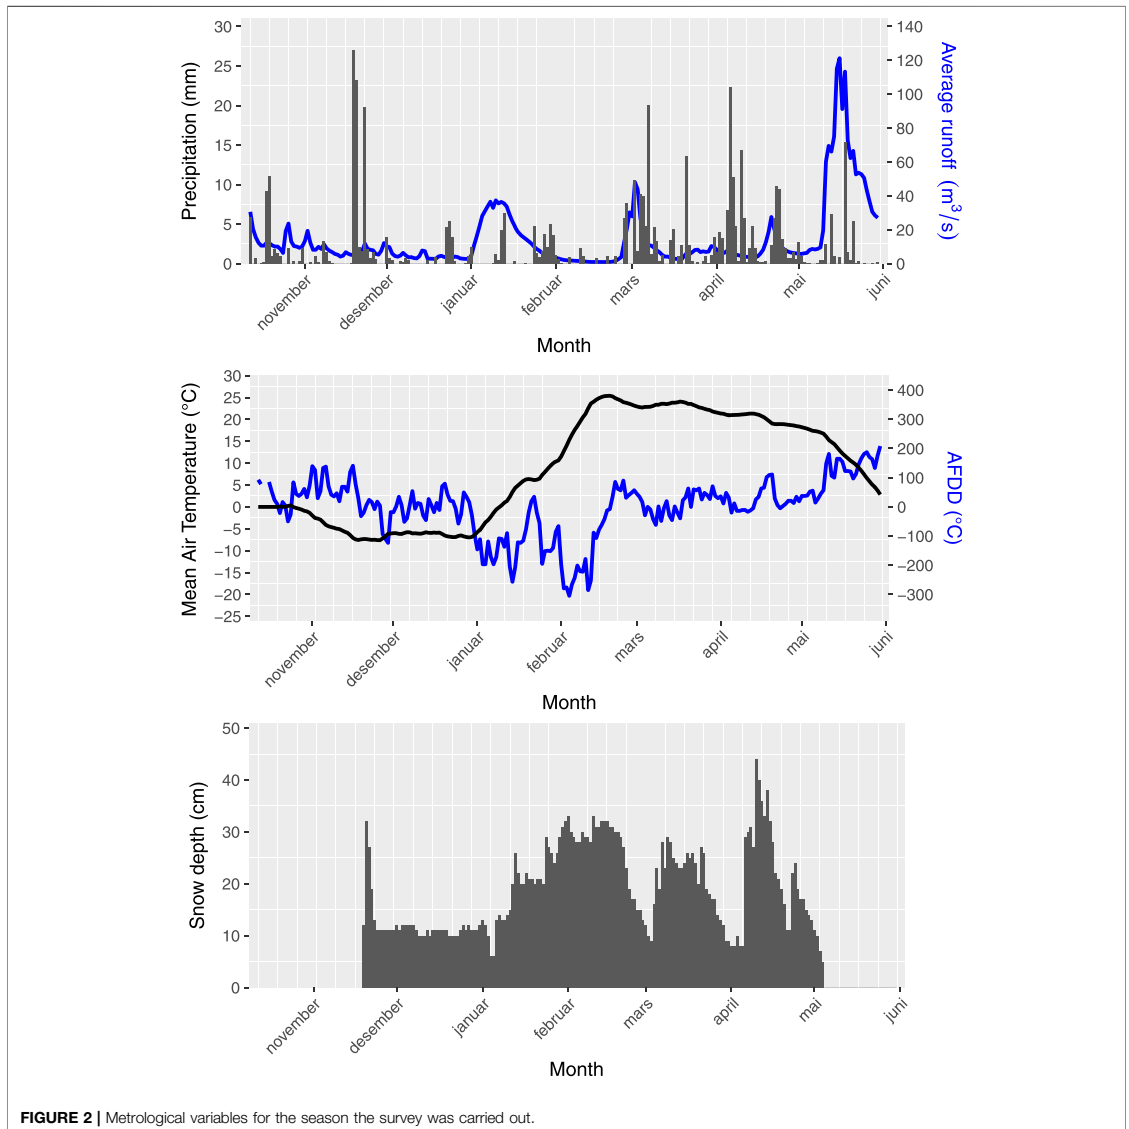 30
25
20
15
10
5
0
Precipitation (mm)
140
120
100
80
60
40
20
0
Average runoff (m³/s)
november
desember
januar
februar
mars
april
mai
juni
Month
30
25
20
15
10
5
0
−5
−10
−15
−20
−25
Mean Air Temperature (°C)
400
300
200
100
0
−100
−200
−300
AFDD (°C)
november
desember
januar
februar
mars
april
mai
juni
Month
50
40
30
20
10
0
Snow depth (cm)
november
desember
januar
februar
mars
april
mai
juni
Month
FIGURE 2 | Metrological variables for the season the survey was carried out.